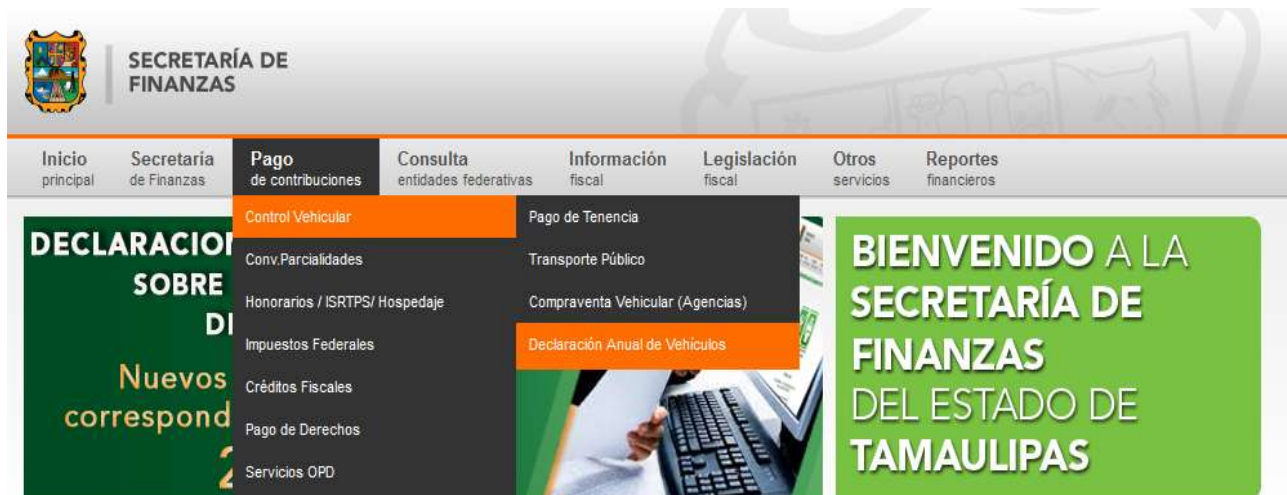 SECRETARÍA DE
FINANZAS
Inicio
principal
Secretaría
de Finanzas
Pago
de contribuciones
Consulta
entidades federativas
Información
fiscal
Legislación
fiscal
Otros
servicios
Reportes
financieros
Control Vehicular
Conv.Parcialidades
Honorarios / ISRTPS/ Hospedaje
Impuestos Federales
Créditos Fiscales
Pago de Derechos
Servicios OPD
Pago de Tenencia
Transporte Público
Compraventa Vehicular (Agencias)
Declaración Anual de Vehículos
SOBRE
Nuevos
BIENVENIDO A LA
SECRETARÍA DE
FINANZAS
DEL ESTADO DE
TAMAULIPAS